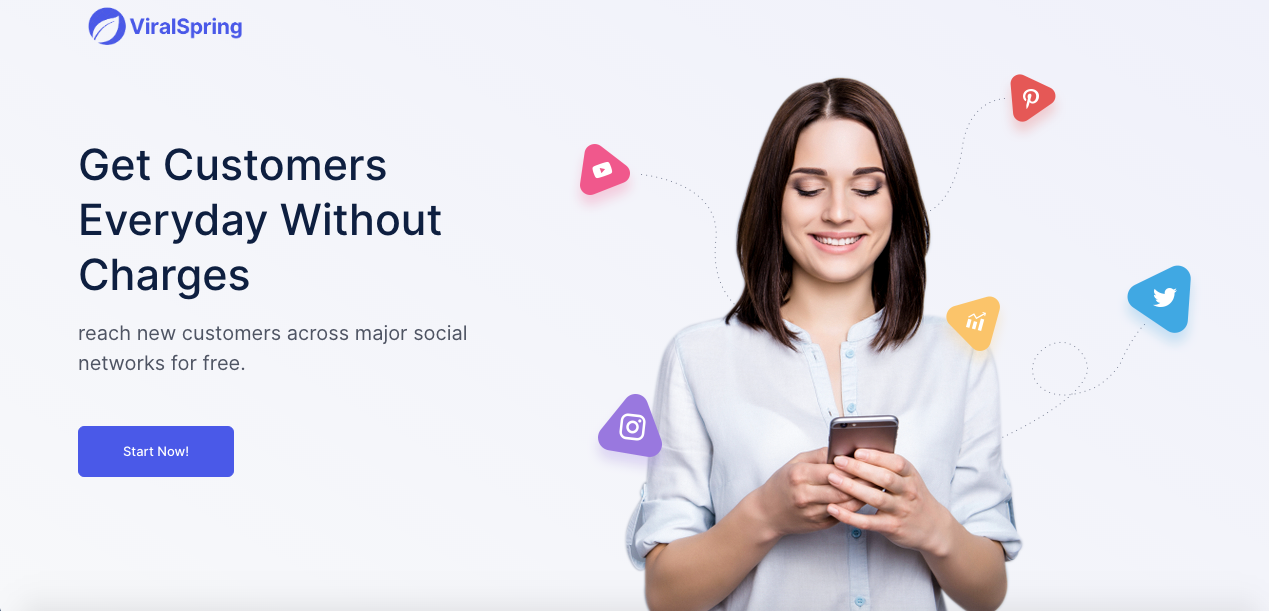 ViralSpring
Get Customers
Everyday Without
Charges
reach new customers across major social
networks for free.
Start Now!